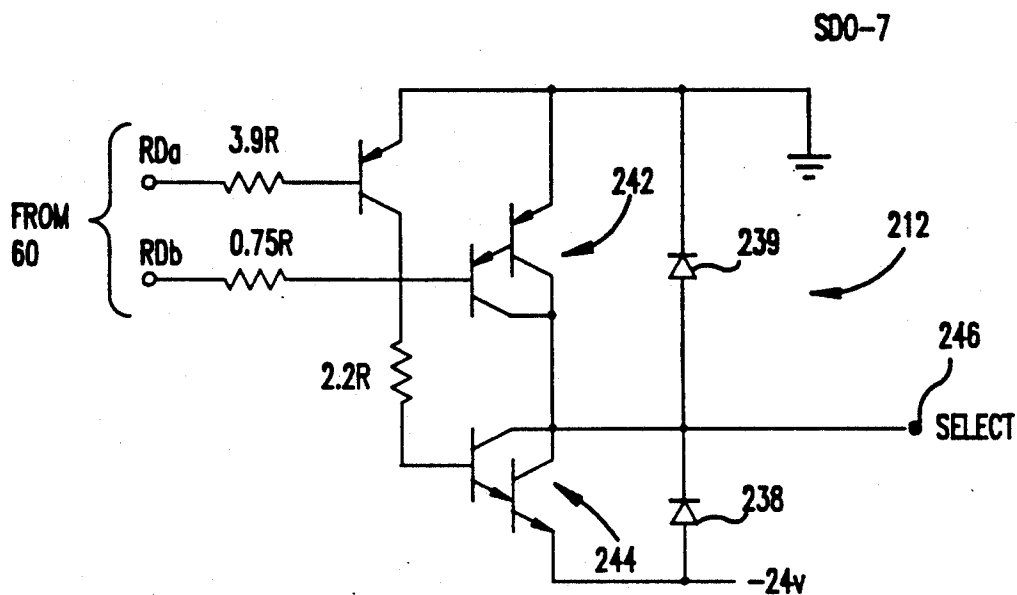 SD0-7
FROM
60
RDa
3.9R
RDb
0.75R
2.2R
242
239
212
246
SELECT
244
238
-24v